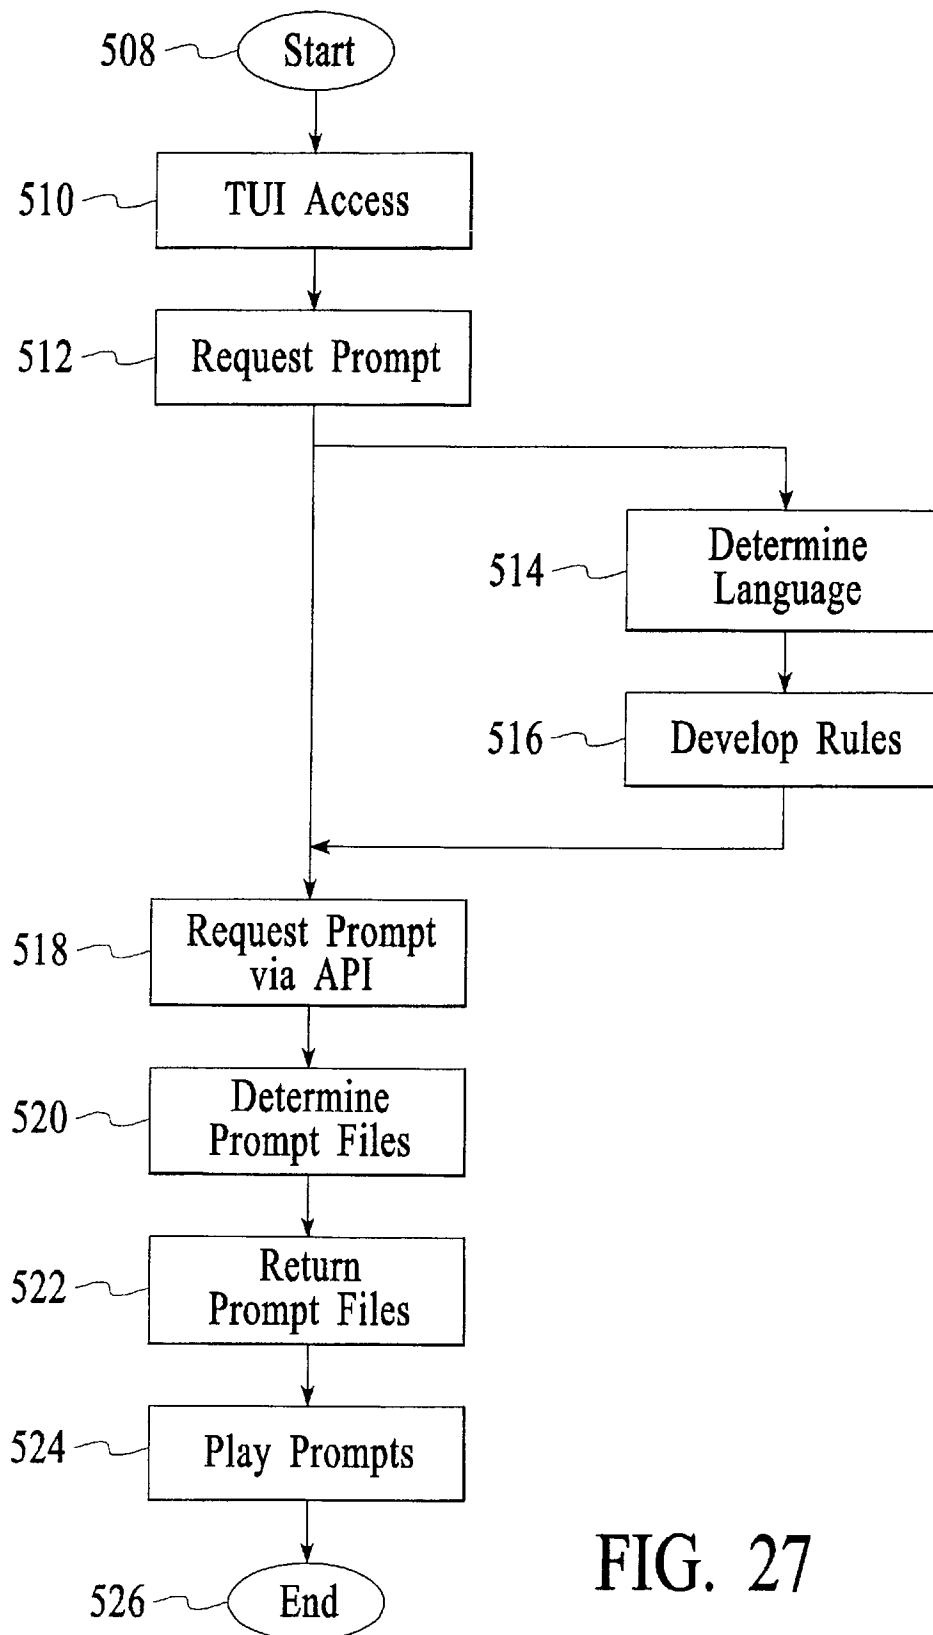 508
Start
510
TUI Access
512
Request Prompt
514
Determine
Language
516
Develop Rules
518
Request Prompt
via API
520
Determine
Prompt Files
522
Return
Prompt Files
524
Play Prompts
526
End
FIG. 27